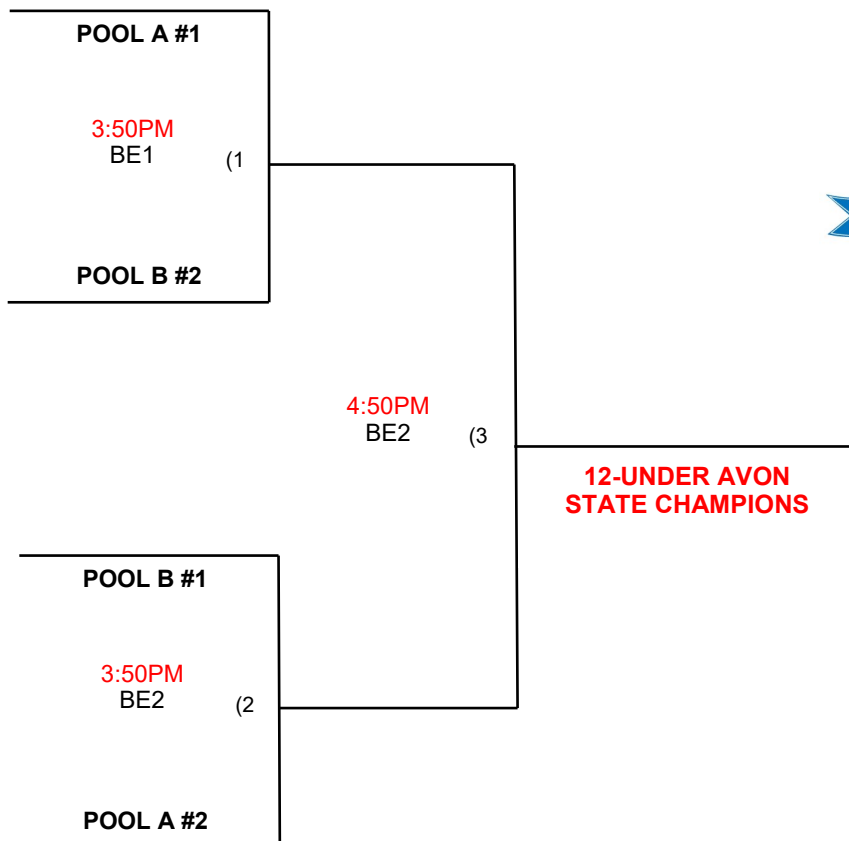 POOL A #1
3:50PM
BE1
(1
POOL B #2
4:50PM
BE2
(3
12-UNDER AVON
STATE CHAMPIONS
POOL B #1
3:50PM
BE2
(2
POOL A #2